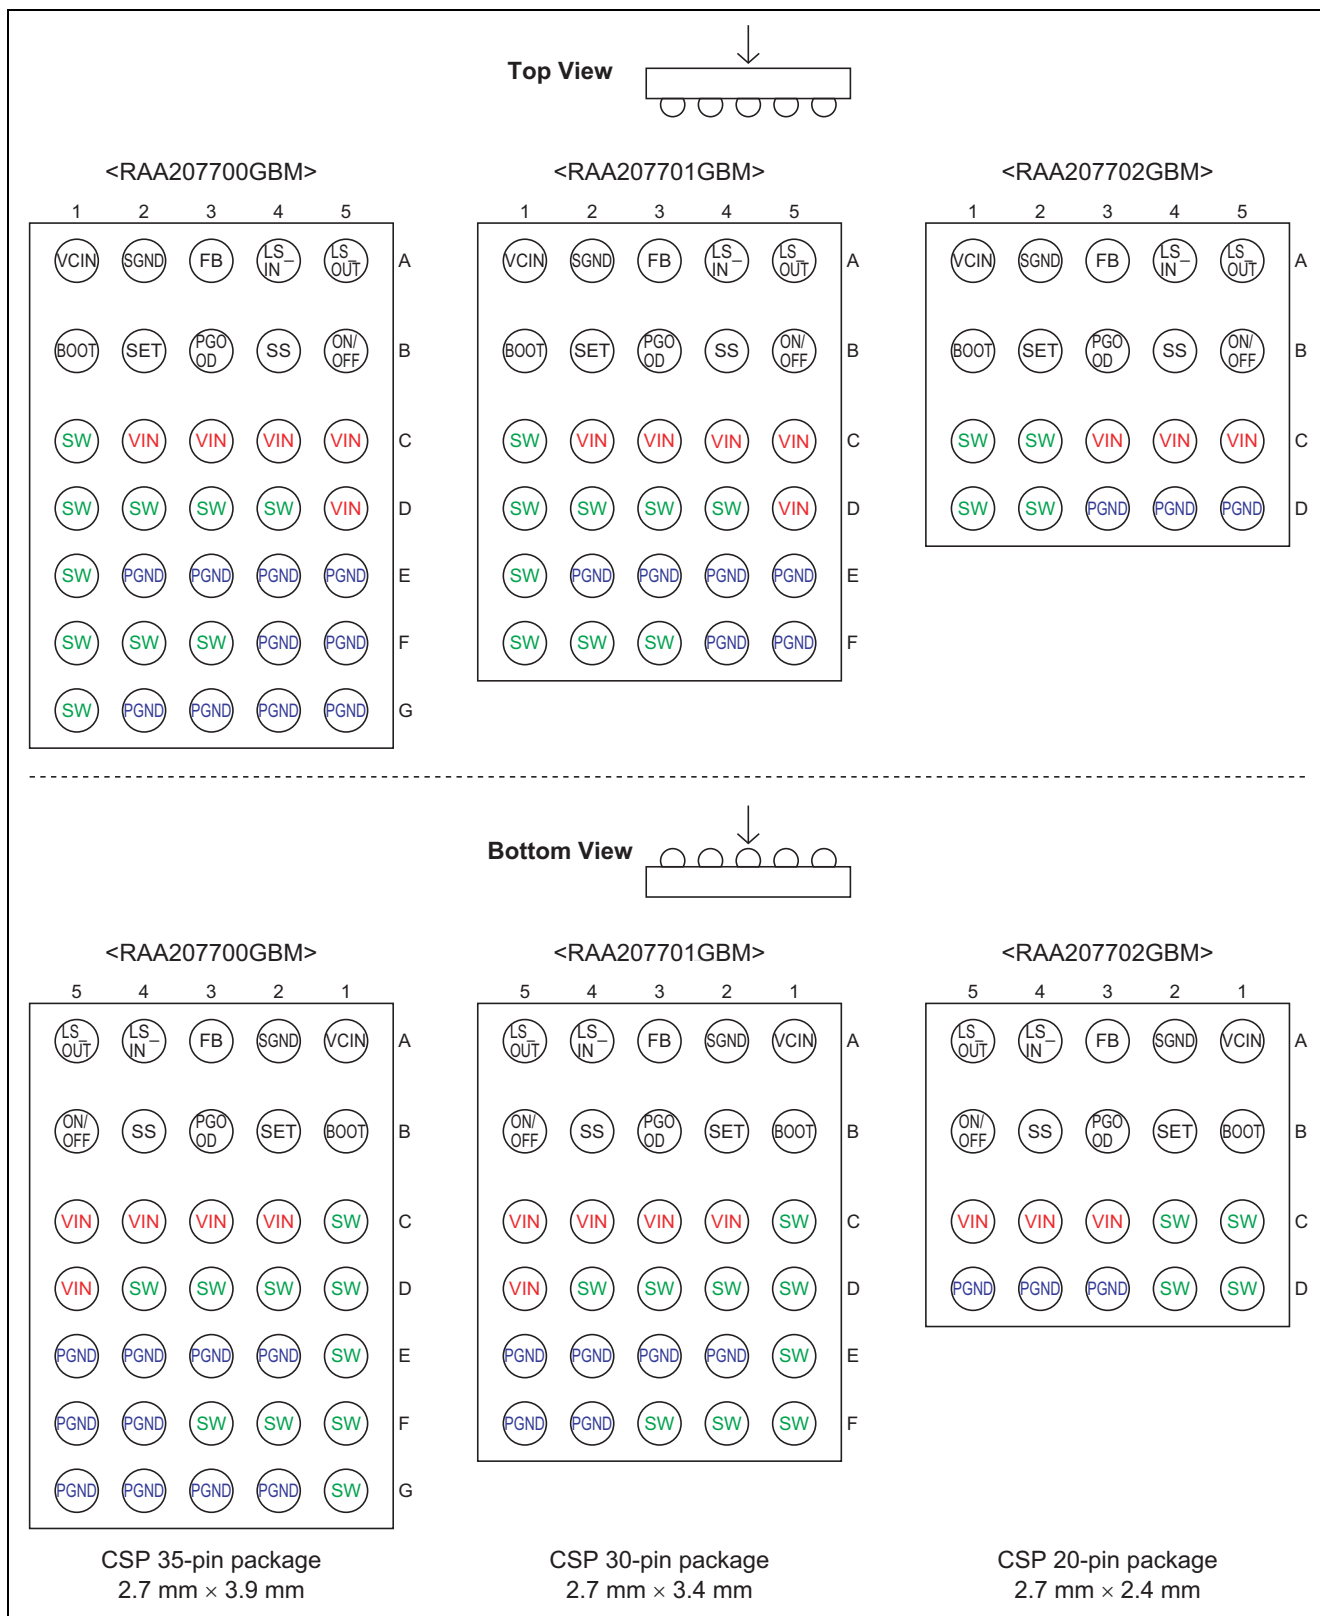 Top View
<RAA207700GBM> <RAA207701GBM> <RAA207702GBM>
1 2 3 4 5 1 2 3 4 5 1 2 3 4 5
VCIN SGND FB LS_IN LS_OUT A VCIN SGND FB LS_IN LS_OUT A VCIN SGND FB LS_IN LS_OUT A
BOOT SET PGOOD SS ON/OFF B BOOT SET PGOOD SS ON/OFF B BOOT SET PGOOD SS ON/OFF B
SW VIN VIN VIN VIN C SW VIN VIN VIN VIN C SW SW VIN VIN VIN C
SW SW SW SW VIN D SW SW SW SW VIN D SW SW PGND PGND PGND D
SW PGND PGND PGND PGND E SW PGND PGND PGND PGND E
SW SW SW PGND PGND F SW SW SW PGND PGND F
SW PGND PGND PGND PGND G
Bottom View
<RAA207700GBM> <RAA207701GBM> <RAA207702GBM>
5 4 3 2 1 5 4 3 2 1 5 4 3 2 1
LS_OUT LS_IN FB SGND VCIN A LS_OUT LS_IN FB SGND VCIN A LS_OUT LS_IN FB SGND VCIN A
ON/OFF SS PGOOD SET BOOT B ON/OFF SS PGOOD SET BOOT B ON/OFF SS PGOOD SET BOOT B
VIN VIN VIN VIN SW C VIN VIN VIN VIN SW C VIN VIN VIN SW SW C
VIN SW SW SW SW D VIN SW SW SW SW D PGND PGND PGND SW SW D
PGND PGND PGND PGND SW E PGND PGND PGND PGND SW E
PGND PGND SW SW SW F PGND PGND SW SW SW F
PGND PGND PGND PGND SW G
CSP 35-pin package CSP 30-pin package CSP 20-pin package
2.7 mm × 3.9 mm 2.7 mm × 3.4 mm 2.7 mm × 2.4 mm